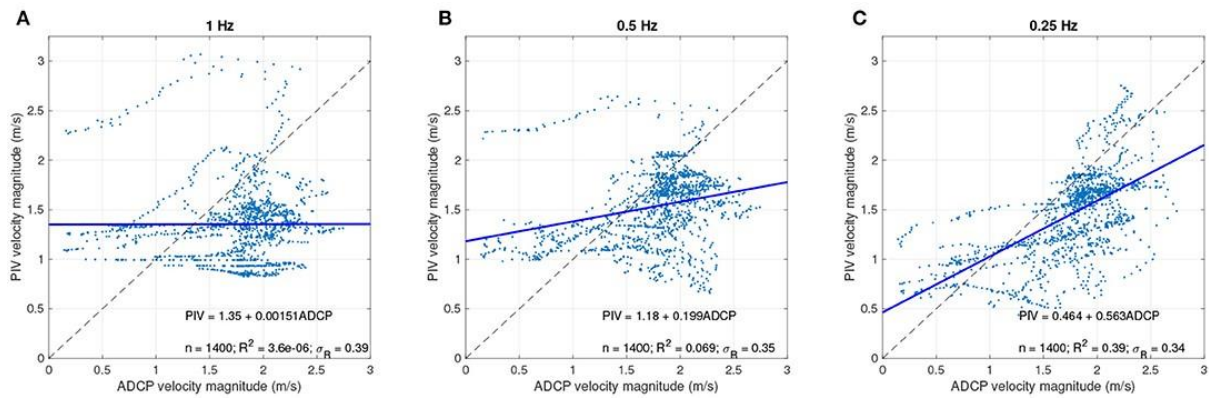 A
1 Hz
PIV velocity magnitude (m/s)
3
2.5
2
1.5
1
0.5
0
PIV = 1.35 + 0.00151ADCP
n = 1400; R² = 3.6e-06; σ_R = 0.39
0 0.5 1 1.5 2 2.5 3
ADCP velocity magnitude (m/s)
B
0.5 Hz
PIV velocity magnitude (m/s)
3
2.5
2
1.5
1
0.5
0
PIV = 1.18 + 0.199ADCP
n = 1400; R² = 0.069; σ_R = 0.35
0 0.5 1 1.5 2 2.5 3
ADCP velocity magnitude (m/s)
C
0.25 Hz
PIV velocity magnitude (m/s)
3
2.5
2
1.5
1
0.5
0
PIV = 0.464 + 0.563ADCP
n = 1400; R² = 0.39; σ_R = 0.34
0 0.5 1 1.5 2 2.5 3
ADCP velocity magnitude (m/s)